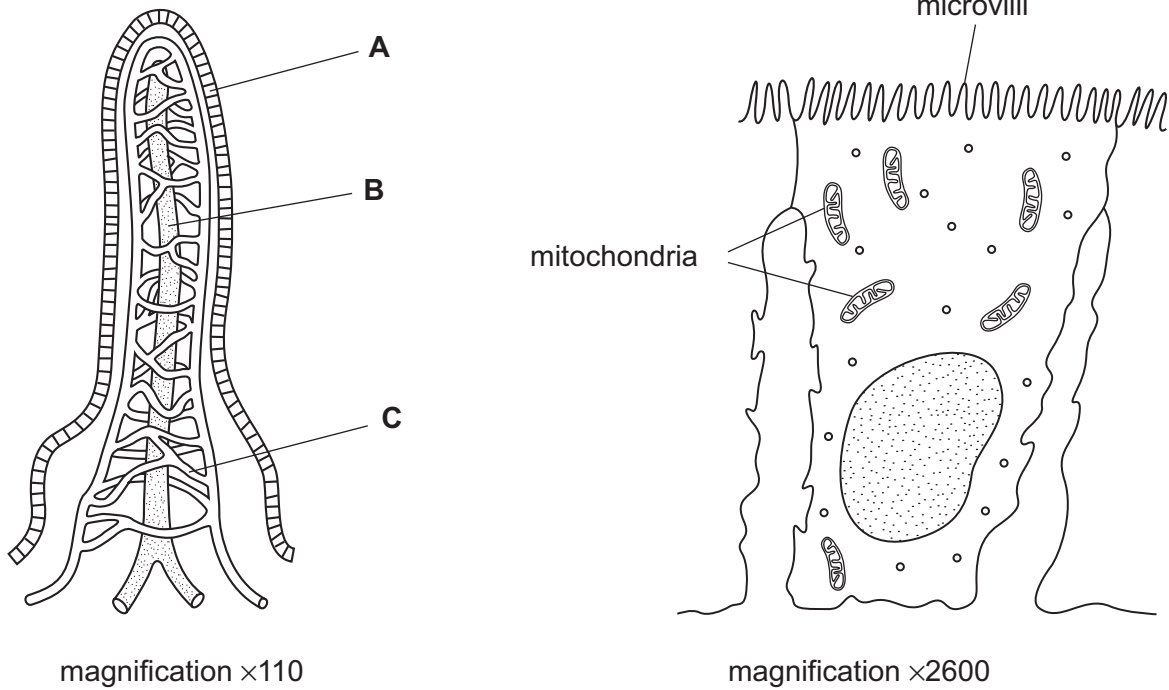 microvilli
A
B
mitochondria
C
magnification ×110
magnification ×2600